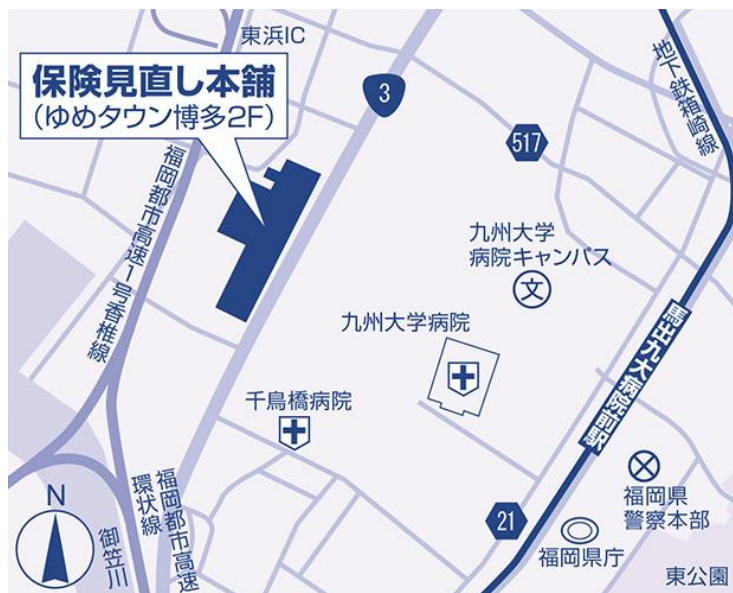 東浜IC
保険見直し本舗
(ゆめタウン博多2F)
3
地下鉄箱崎線
517
福岡都市高速1号香椎線
九州大学
病院キャンパス
文
九州大学病院
馬出九大病院前駅
千鳥橋病院
N
御笠川
福岡都市高速
環状線
21
福岡県
警察本部
福岡県庁
東公園